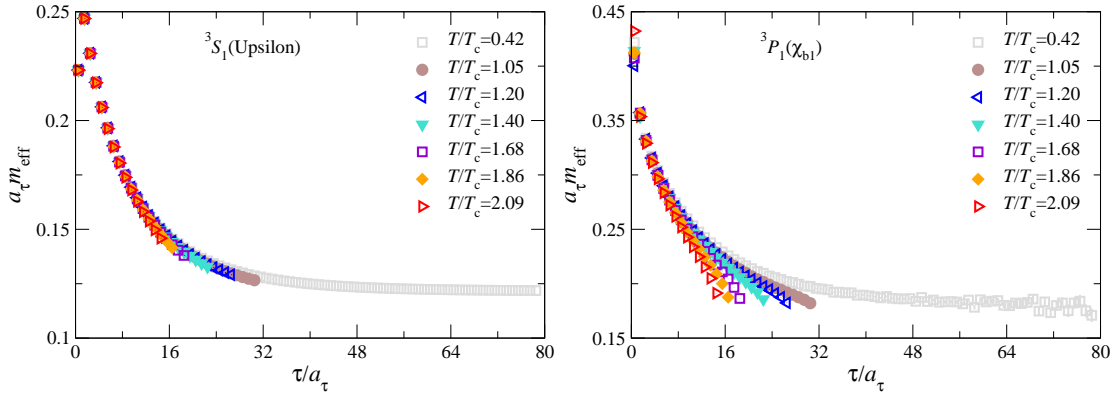 ³S₁(Upsilon)
T/T_c=0.42
T/T_c=1.05
T/T_c=1.20
T/T_c=1.40
T/T_c=1.68
T/T_c=1.86
T/T_c=2.09
0.25
0.2
0.15
0.1
a_τ m_eff
0 16 32 48 64 80
τ/a_τ
³P₁(χ_b1)
T/T_c=0.42
T/T_c=1.05
T/T_c=1.20
T/T_c=1.40
T/T_c=1.68
T/T_c=1.86
T/T_c=2.09
0.45
0.35
0.25
0.15
a_τ m_eff
0 16 32 48 64 80
τ/a_τ